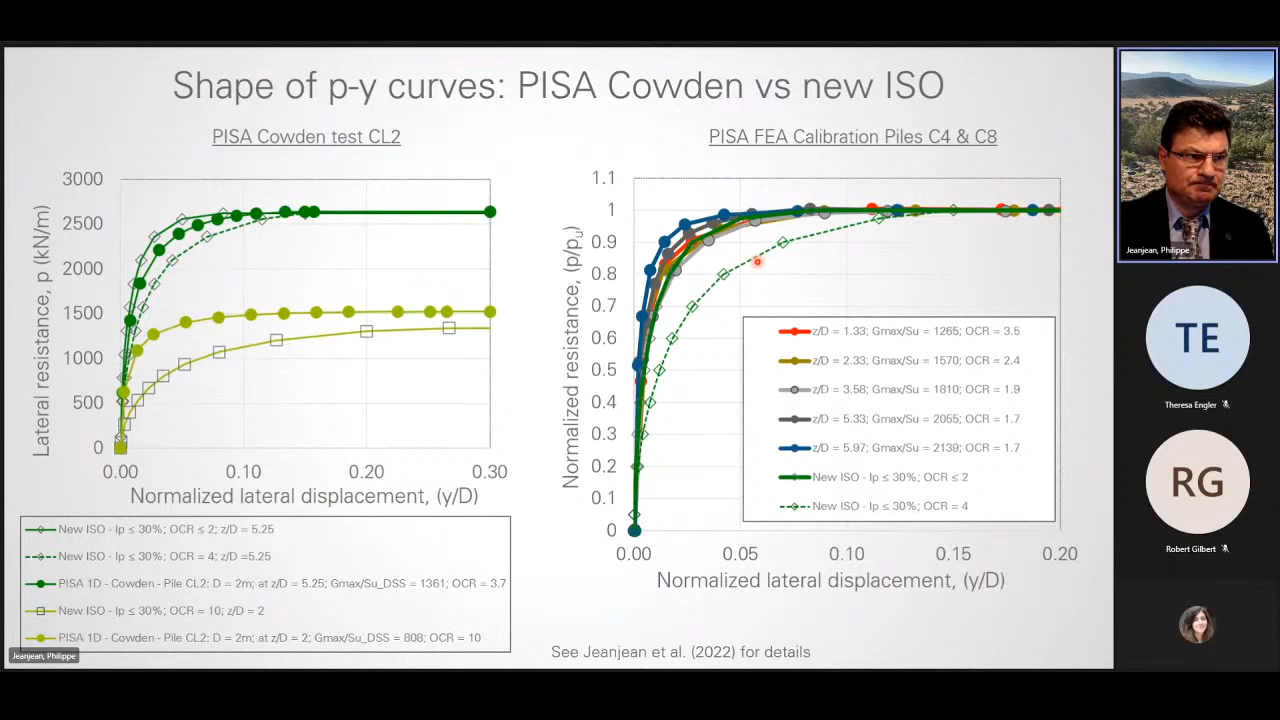 Shape of p-y curves: PISA Cowden vs new ISO
PISA Cowden test CL2
3000
2500
2000
1500
1000
500
0
Lateral resistance, p (kN/m)
0.00 0.10 0.20 0.30
Normalized lateral displacement, (y/D)
New ISO - Ip ≤ 30%; OCR ≤ 2; z/D = 5.25
New ISO - Ip ≤ 30%; OCR = 4; z/D =5.25
PISA 1D - Cowden - Pile CL2: D = 2m; at z/D = 5.25; Gmax/Su_DSS = 1361; OCR = 3.7
New ISO - Ip ≤ 30%; OCR = 10; z/D = 2
PISA 1D - Cowden - Pile CL2: D = 2m; at z/D = 2; Gmax/Su_DSS = 808; OCR = 10
Jeanjean, Philippe
PISA FEA Calibration Piles C4 & C8
1.1
1
0.9
0.8
0.7
0.6
0.5
0.4
0.3
0.2
0.1
0
Normalized resistance, (p/pu)
z/D = 1.33; Gmax/Su = 1265; OCR = 3.5
z/D = 2.33; Gmax/Su = 1570; OCR = 2.4
z/D = 3.58; Gmax/Su = 1810; OCR = 1.9
z/D = 5.33; Gmax/Su = 2055; OCR = 1.7
z/D = 5.97; Gmax/Su = 2139; OCR = 1.7
New ISO - Ip ≤ 30%; OCR ≤ 2
New ISO - Ip ≤ 30%; OCR = 4
0.00 0.05 0.10 0.15 0.20
Normalized lateral displacement, (y/D)
See Jeanjean et al. (2022) for details
Jeanjean, Philippe
TE
Theresa Engler
RG
Robert Gilbert